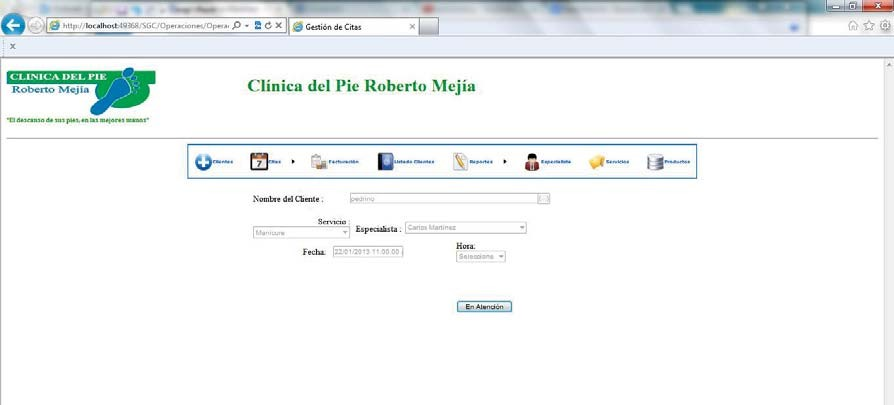 http://localhost:49368/SGC/Operaciones/Opera
Gestión de Citas
x
CLINICA DEL PIE
Roberto Mejía
"El descanso de sus pies, en las mejores manos"
Clínica del Pie Roberto Mejía
Clientes Citas Facturación Listado Clientes Reportes Especialista Servicios Productos
Nombre del Cliente : pedrino
Servicio :
Manicure
Especialista : Carlos Martínez
Fecha: 22/01/2013 11:00:00
Hora:
Seleccione
En Atención